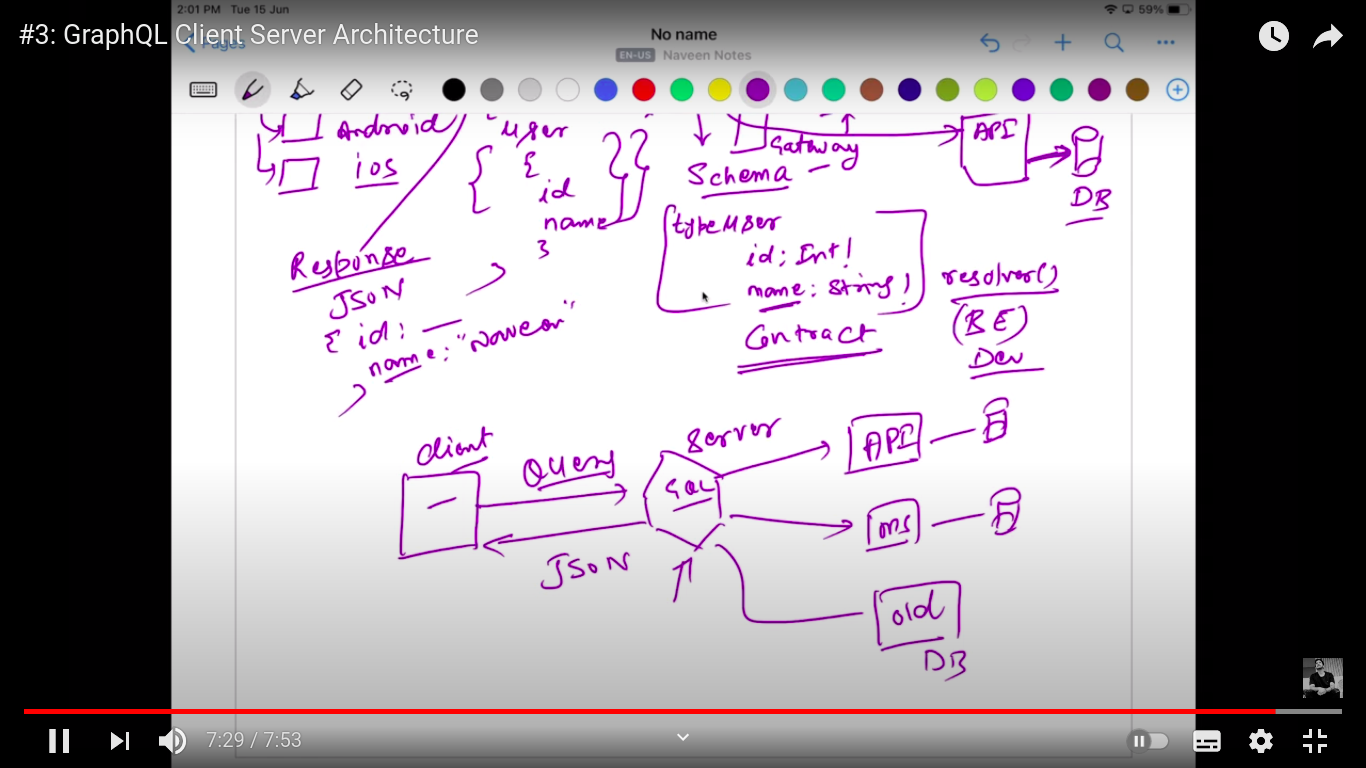 2:01 PM Tue 15 Jun
59%
#3: GraphQL Client Server Architecture
Pages
No name
EN-US Naveen Notes
Android
ios
user
{ {
id
name
}
}}
Gateway
Schema
API
DB
type user
id: Int!
name: String!
Contract
resolver()
(BE)
Dev
Response
JSON
{ id: —
name: "Naveen"
}
Client
Query
JSON
Server
GQL
API
ms
old
DB
7:29 / 7:53